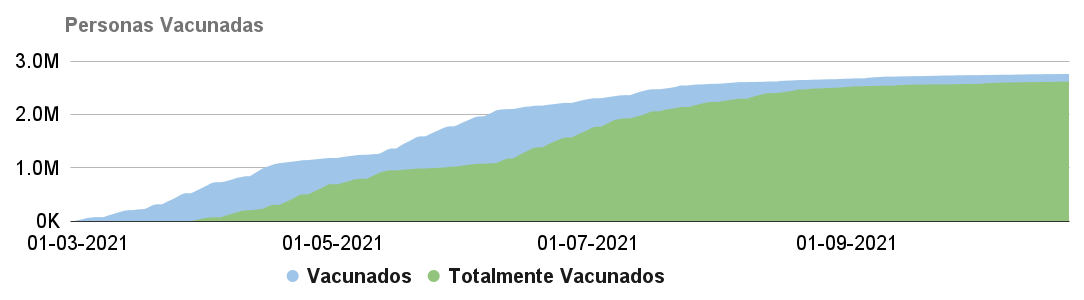 Personas Vacunadas
3.0M
2.0M
1.0M
0K
01-03-2021 01-05-2021 01-07-2021 01-09-2021
Vacunados Totalmente Vacunados